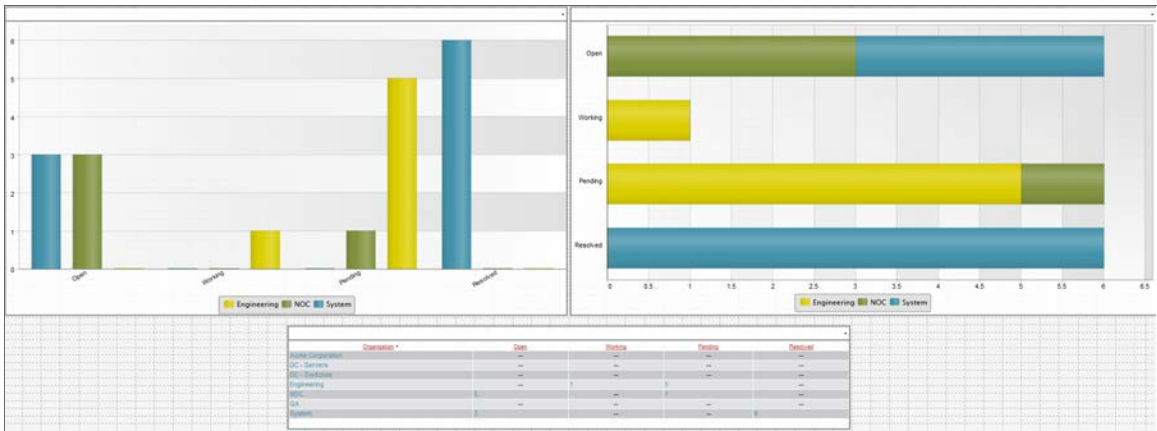 6
5
4
3
2
1
0
Open Working Pending Resolved
Engineering NOC System
Open
Working
Pending
Resolved
0 0.5 1 1.5 2 2.5 3 3.5 4 4.5 5 5.5 6 6.5
Engineering NOC System
Organization Open Working Pending Resolved
Acme Corporation -- -- -- --
DC - Servers -- -- -- --
DC - Switches -- -- -- --
Engineering -- 1 5 --
NOC 3 -- 1 --
QA -- -- -- --
System 3 -- -- 6